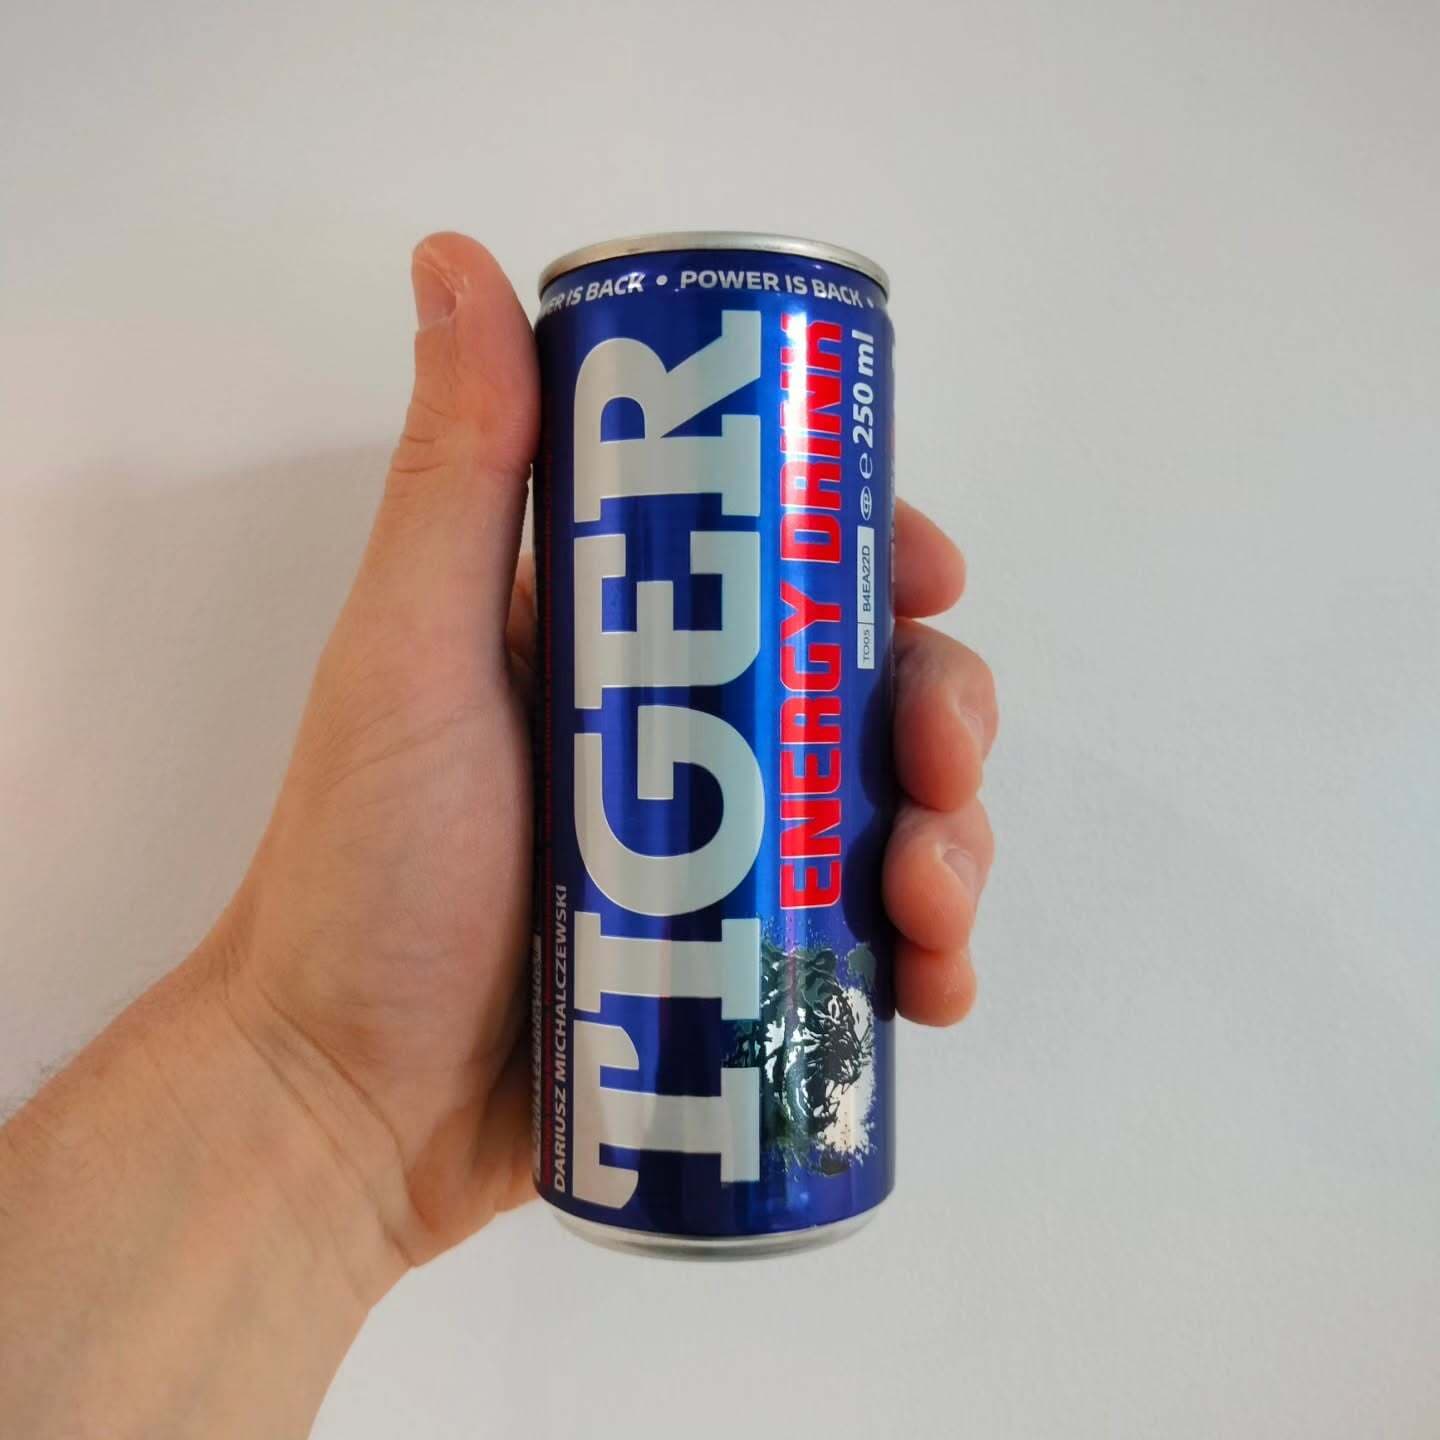 POWER IS BACK • POWER IS BACK •
DARIUSZ MICHALCZEWSKI
TIGER
ENERGY DRINK
TO05 B4EA22D e 250 ml